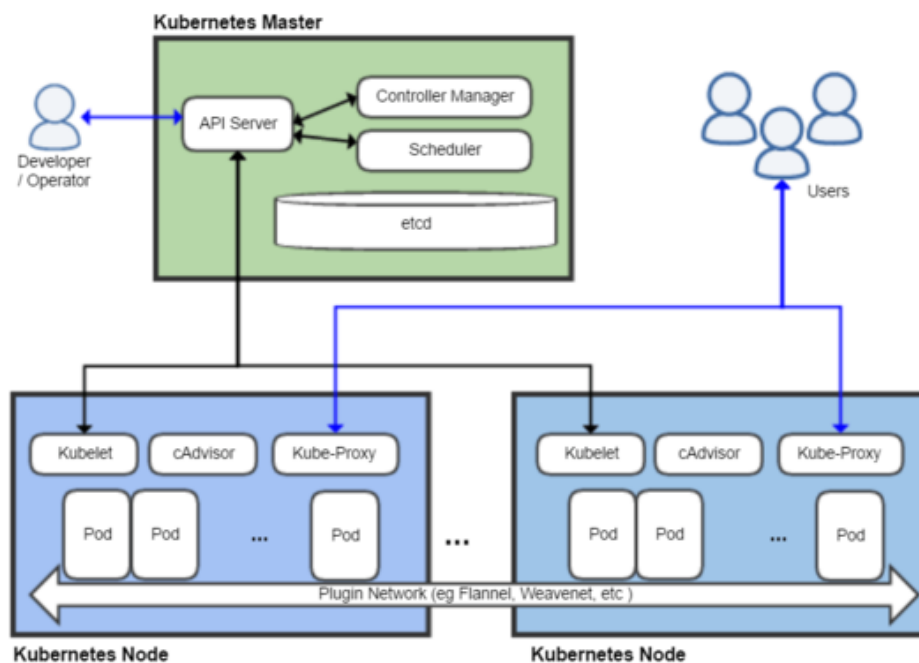 Kubernetes Master
API Server
Controller Manager
Scheduler
etcd
Developer
/ Operator
Users
Kubelet
cAdvisor
Kube-Proxy
Pod
Pod
...
Pod
...
Kubelet
cAdvisor
Kube-Proxy
Pod
Pod
...
Pod
Plugin Network (eg Flannel, Weavenet, etc )
Kubernetes Node
Kubernetes Node